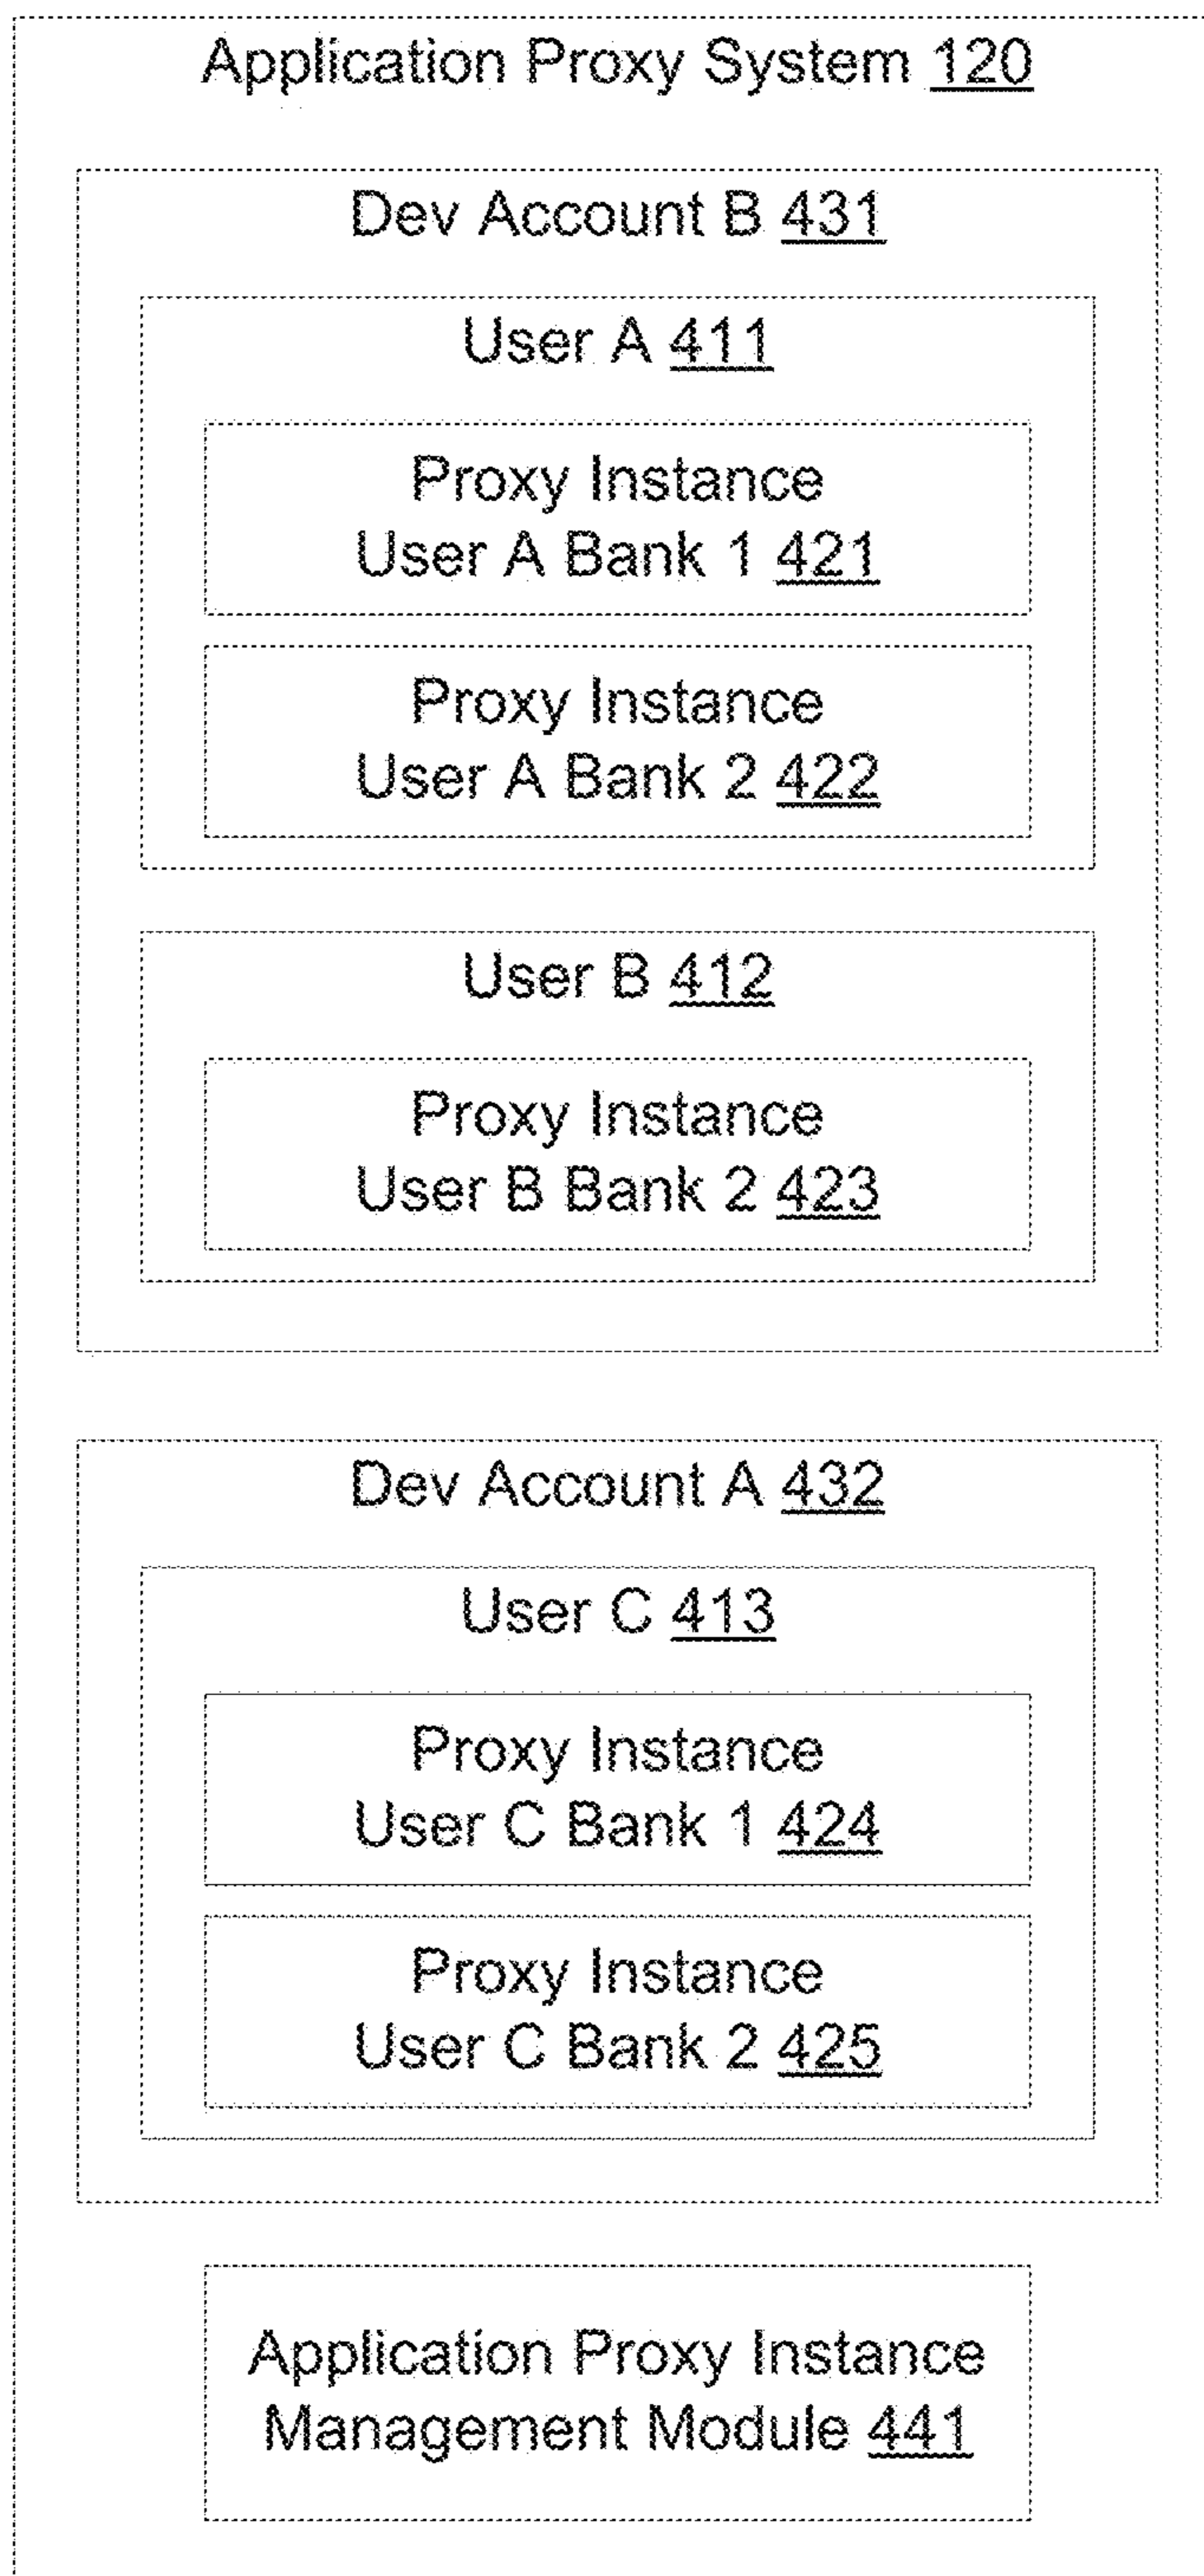 Application Proxy System 120
Dev Account B 431
User A 411
Proxy Instance
User A Bank 1 421
Proxy Instance
User A Bank 2 422
User B 412
Proxy Instance
User B Bank 2 423
Dev Account A 432
User C 413
Proxy Instance
User C Bank 1 424
Proxy Instance
User C Bank 2 425
Application Proxy Instance
Management Module 441